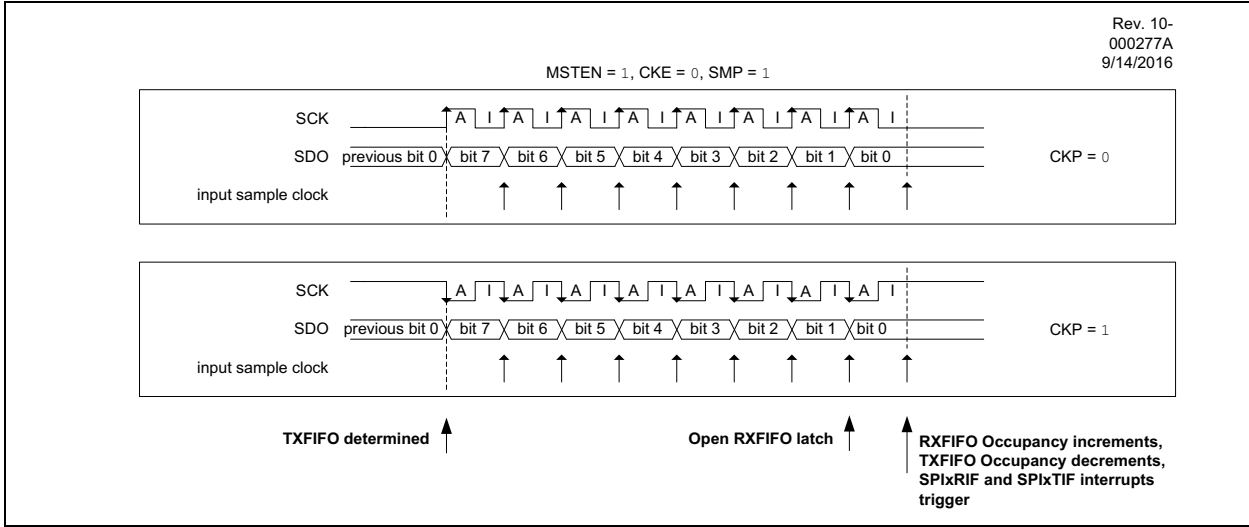 Rev. 10-
000277A
9/14/2016
MSTEN = 1, CKE = 0, SMP = 1
SCK A I A I A I A I A I A I A I A I
SDO previous bit 0 bit 7 bit 6 bit 5 bit 4 bit 3 bit 2 bit 1 bit 0 CKP = 0
input sample clock
SCK A I A I A I A I A I A I A I A I
SDO previous bit 0 bit 7 bit 6 bit 5 bit 4 bit 3 bit 2 bit 1 bit 0 CKP = 1
input sample clock
TXFIFO determined
Open RXFIFO latch
RXFIFO Occupancy increments,
TXFIFO Occupancy decrements,
SPIxRIF and SPIxTIF interrupts
trigger